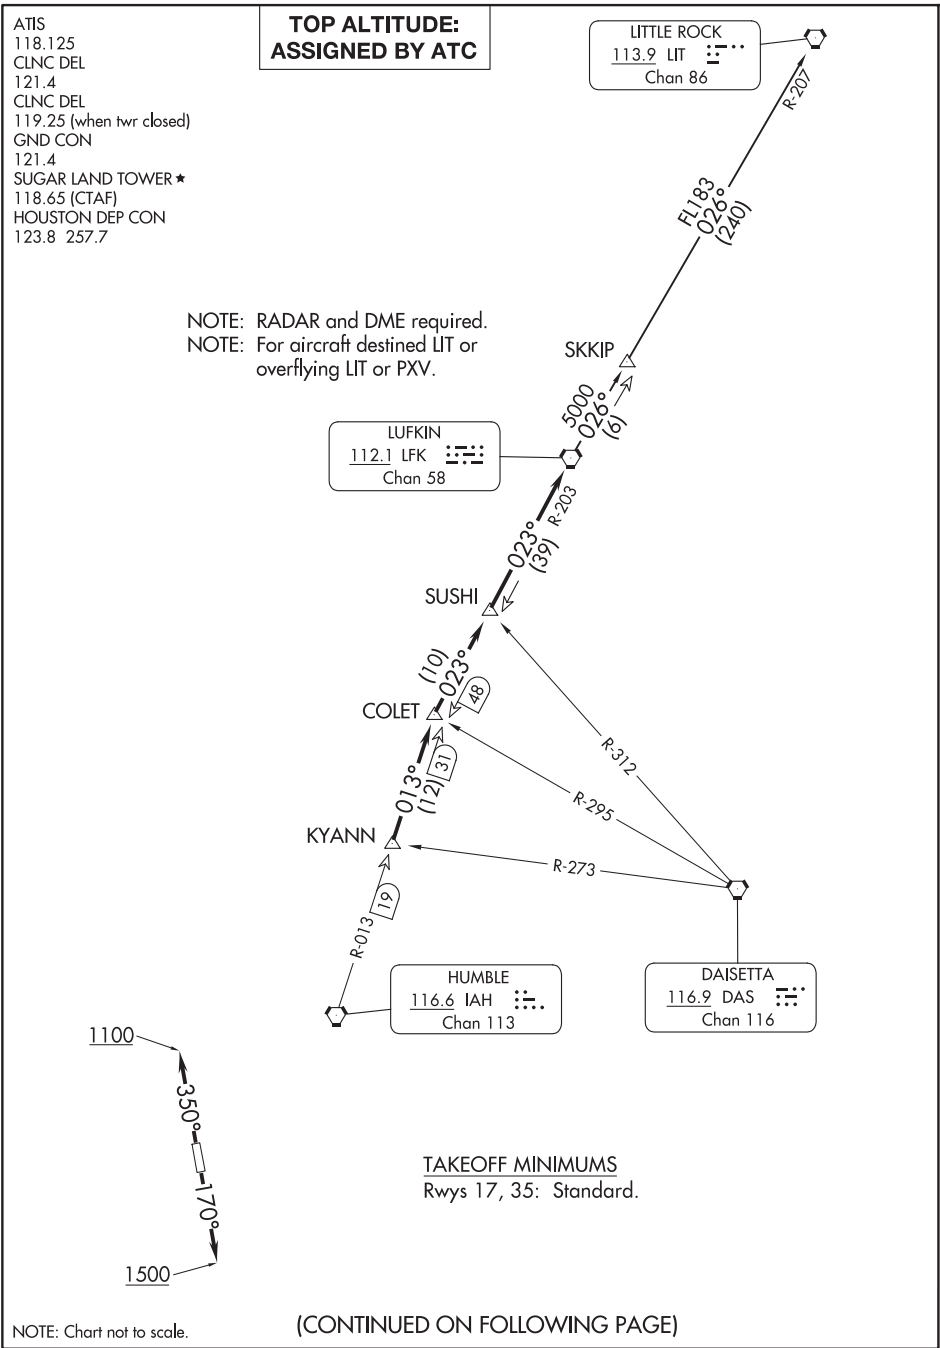 ATIS
118.125
CLNC DEL
121.4
CLNC DEL
119.25 (when twr closed)
GND CON
121.4
SUGAR LAND TOWER★
118.65 (CTAF)
HOUSTON DEP CON
123.8 257.7
TOP ALTITUDE:
ASSIGNED BY ATC
LITTLE ROCK
113.9 LIT
Chan 86
R-207
FL183
026°
(240)
NOTE: RADAR and DME required.
NOTE: For aircraft destined LIT or
overflying LIT or PXV.
SKKIP
5000
026°
(6)
LUFKIN
112.1 LFK
Chan 58
R-203
023°
(39)
SUSHI
(10)
023°
48
COLET
R-312
013°
(12)
31
R-295
KYANN
R-273
19
R-013
HUMBLE
116.6 IAH
Chan 113
DAISETTA
116.9 DAS
Chan 116
1100
350°
170°
1500
TAKEOFF MINIMUMS
Rwys 17, 35: Standard.
NOTE: Chart not to scale.
(CONTINUED ON FOLLOWING PAGE)